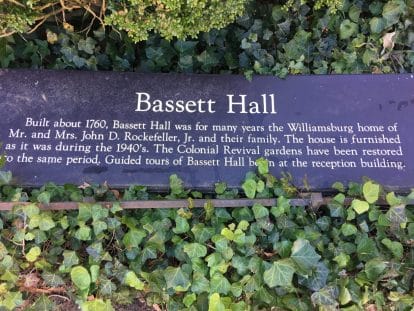 Bassett Hall
Built about 1760, Bassett Hall was for many years the Williamsburg home of
Mr. and Mrs. John D. Rockefeller, Jr. and their family. The house is furnished
as it was during the 1940's. The Colonial Revival gardens have been restored
to the same period. Guided tours of Bassett Hall begin at the reception building.